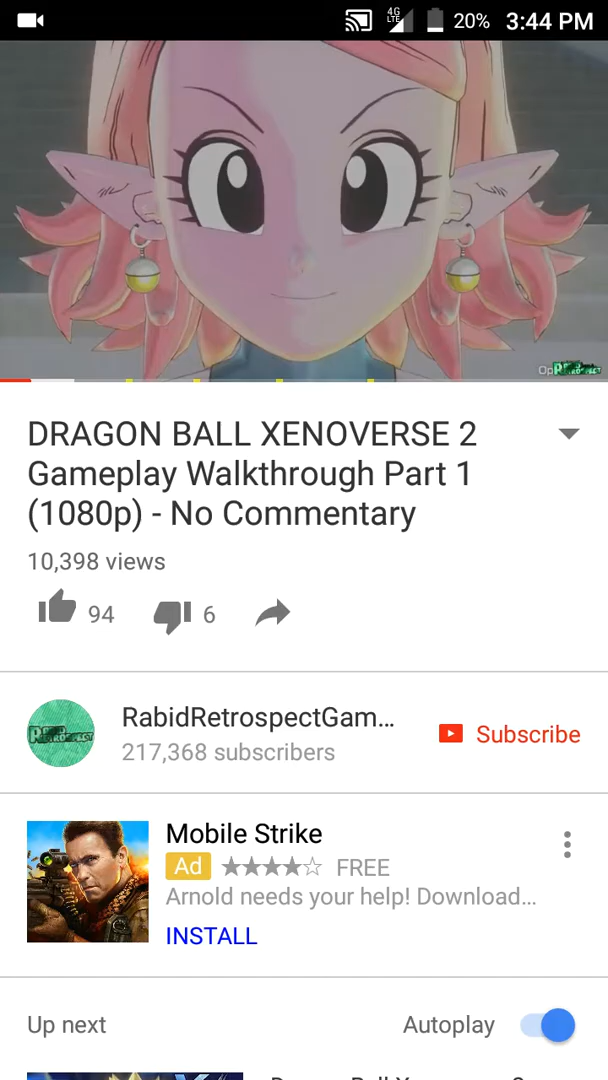 4G
LTE
20% 3:44 PM
DRAGON BALL XENOVERSE 2
Gameplay Walkthrough Part 1
(1080p) - No Commentary
10,398 views
94 6
RabidRetrospectGam...
217,368 subscribers
Subscribe
Mobile Strike
Ad FREE
Arnold needs your help! Download...
INSTALL
Up next
Autoplay